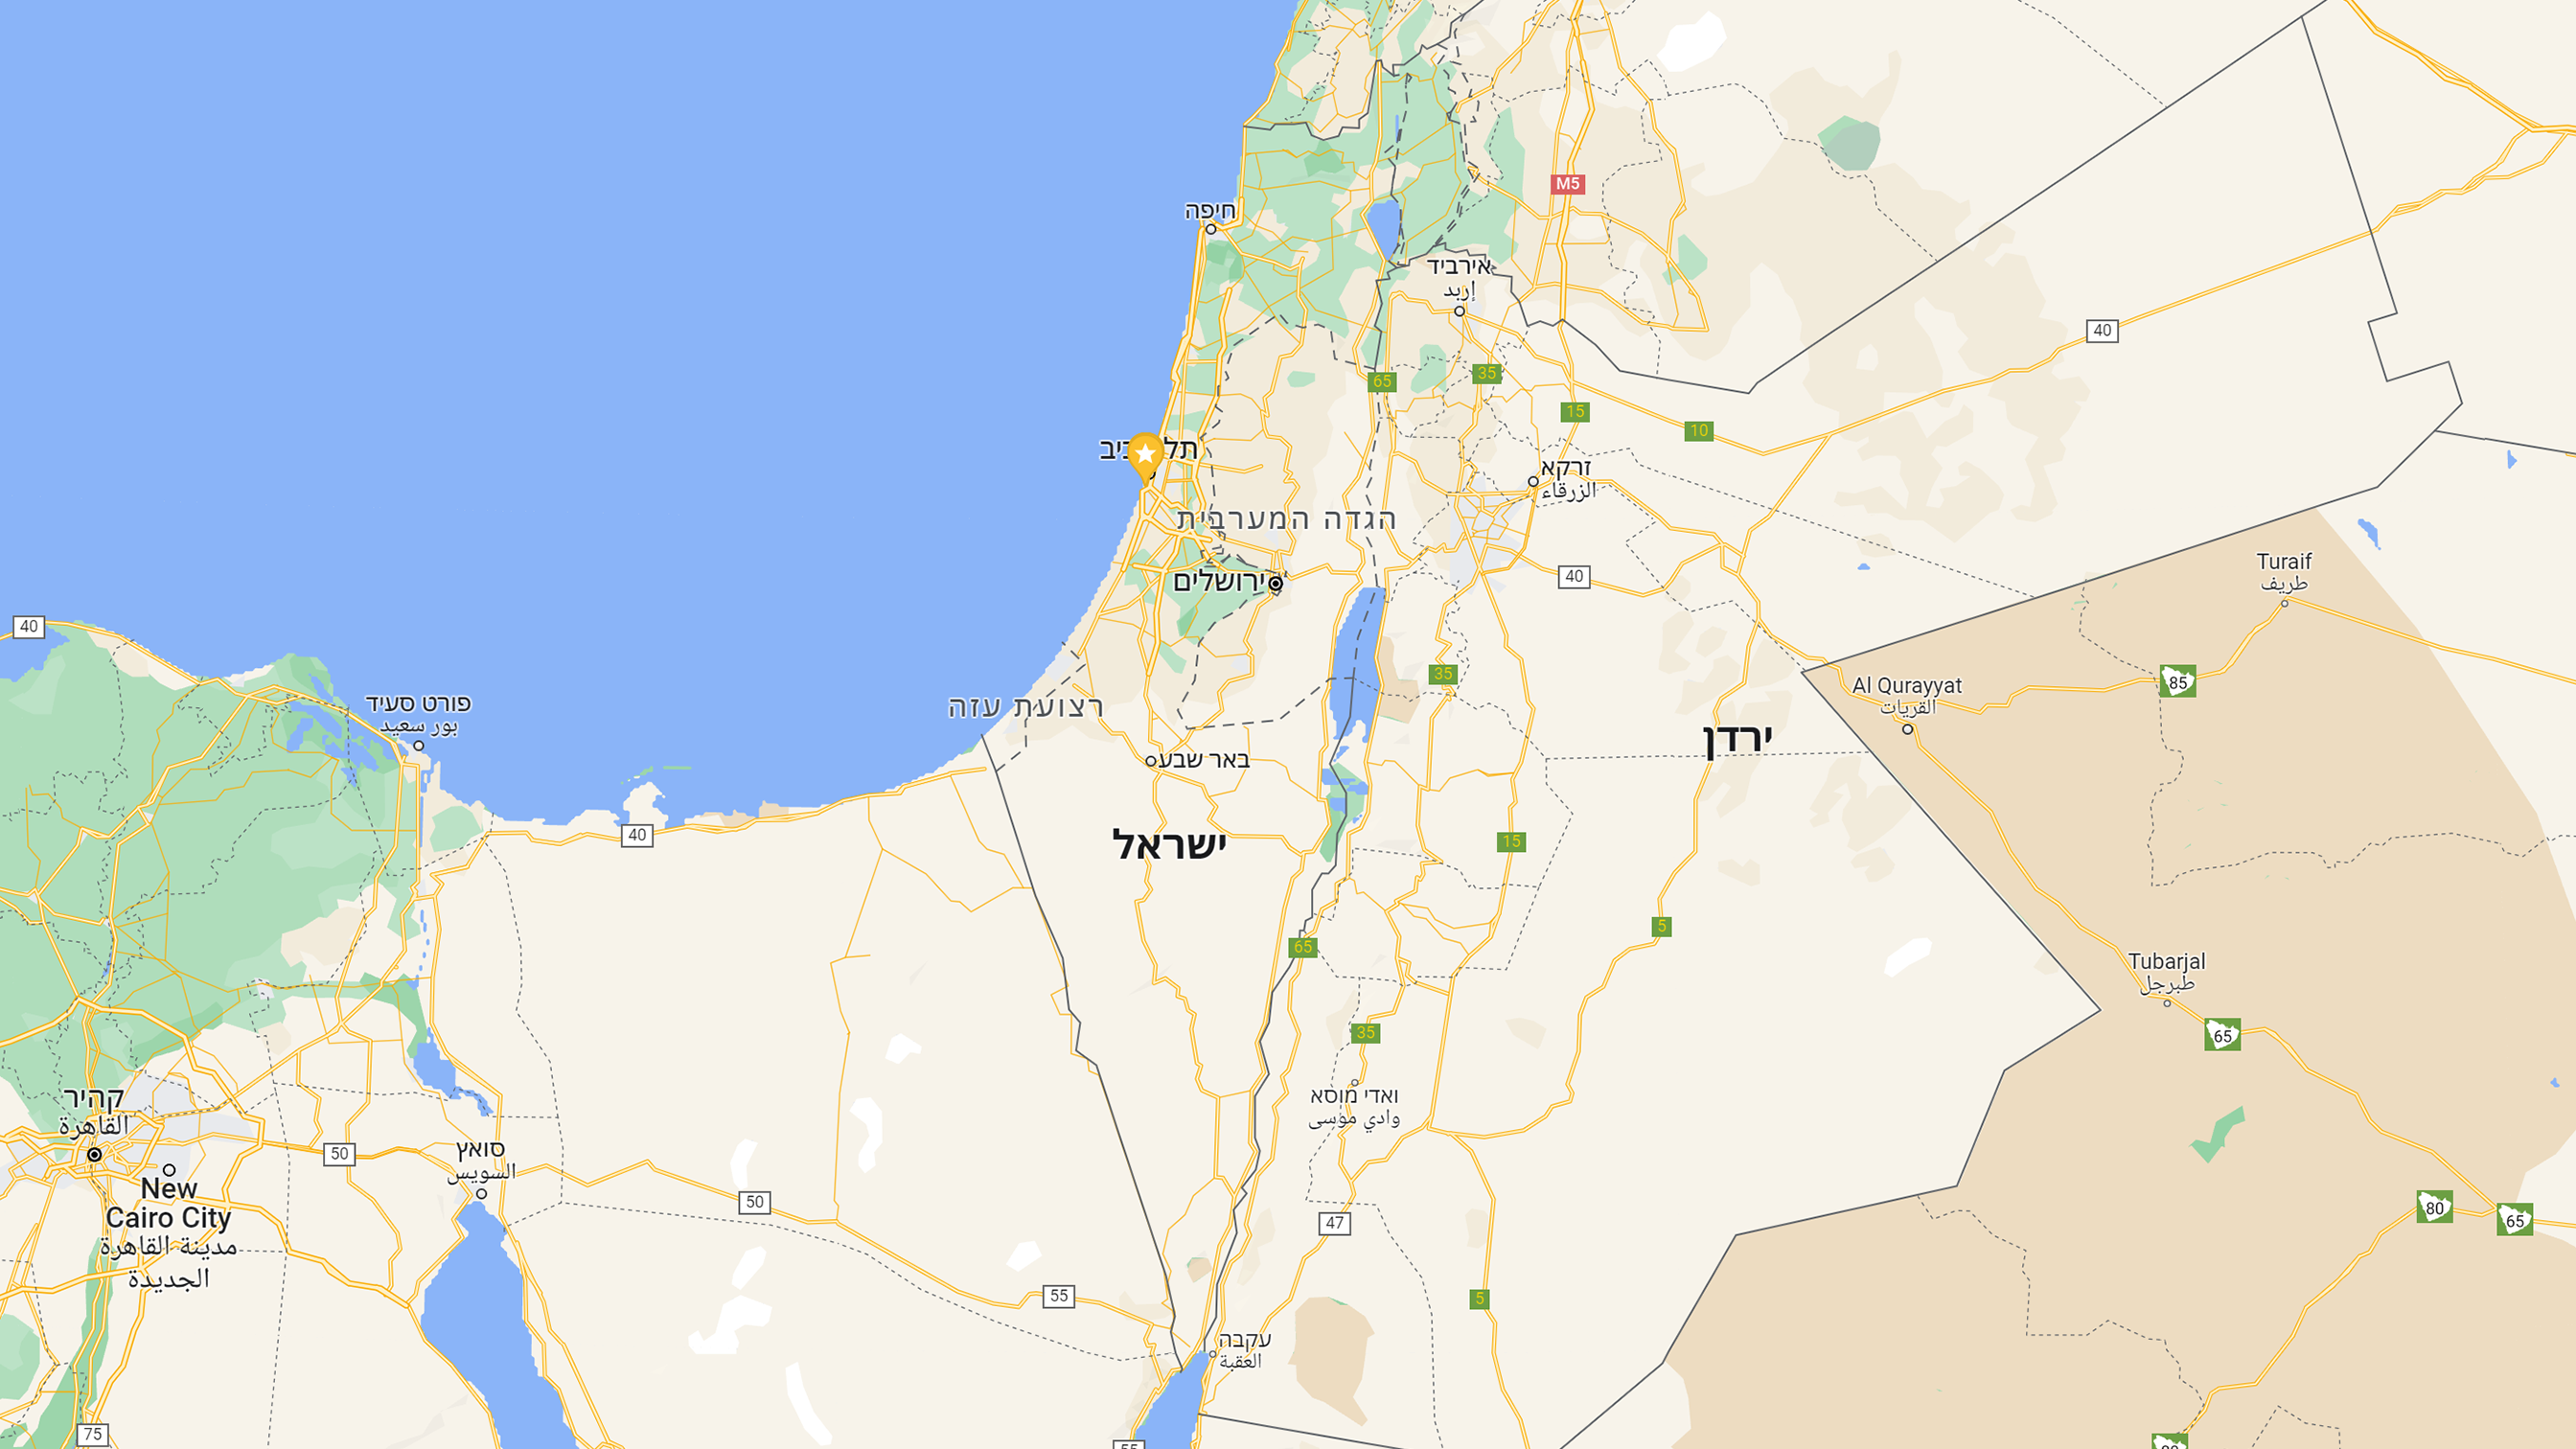 M5
חיפה
אירביד
إربد
40
65
35
15
10
זרקא
الزرقاء
הגדה המערבית
ירושלים
40
Turaif
طريف
40
35
85
Al Qurayyat
القريات
פורט סעיד
بور سعيد
רצועת עזה
ירדן
באר שבע
40
ישראל
15
5
65
Tubarjal
طبرجل
35
65
קהיר
القاهرة
ואדי מוסא
وادي موسى
סואץ
السويس
50
New
Cairo City
مدينة القاهرة
الجديدة
50
47
80
65
55
5
עקבה
العقبة
75